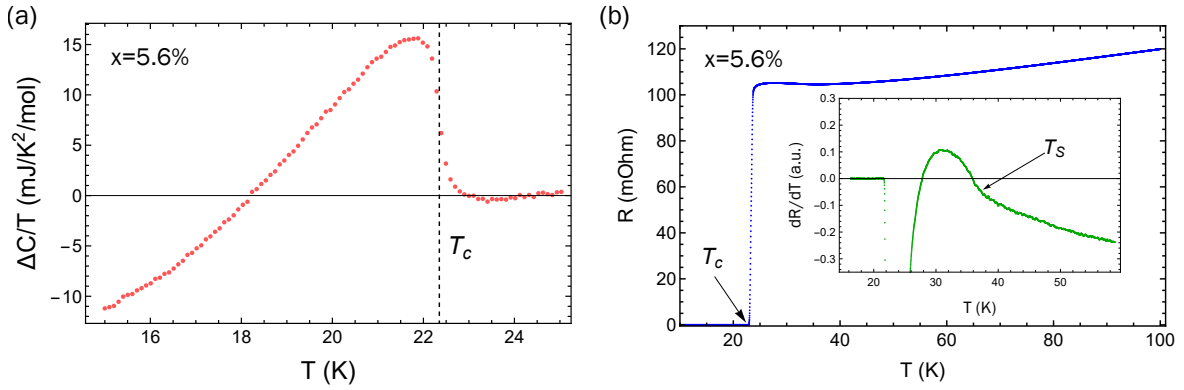 (a)
x=5.6%
ΔC/T (mJ/K²/mol)
15
10
5
0
−5
−10
T_c
16 18 20 22 24
T (K)
(b)
x=5.6%
R (mOhm)
120
100
80
60
40
20
0
T_c
20 40 60 80 100
T (K)
dR/dT (a.u.)
0.3
0.2
0.1
0.0
−0.1
−0.2
−0.3
T_S
20 30 40 50
T (K)